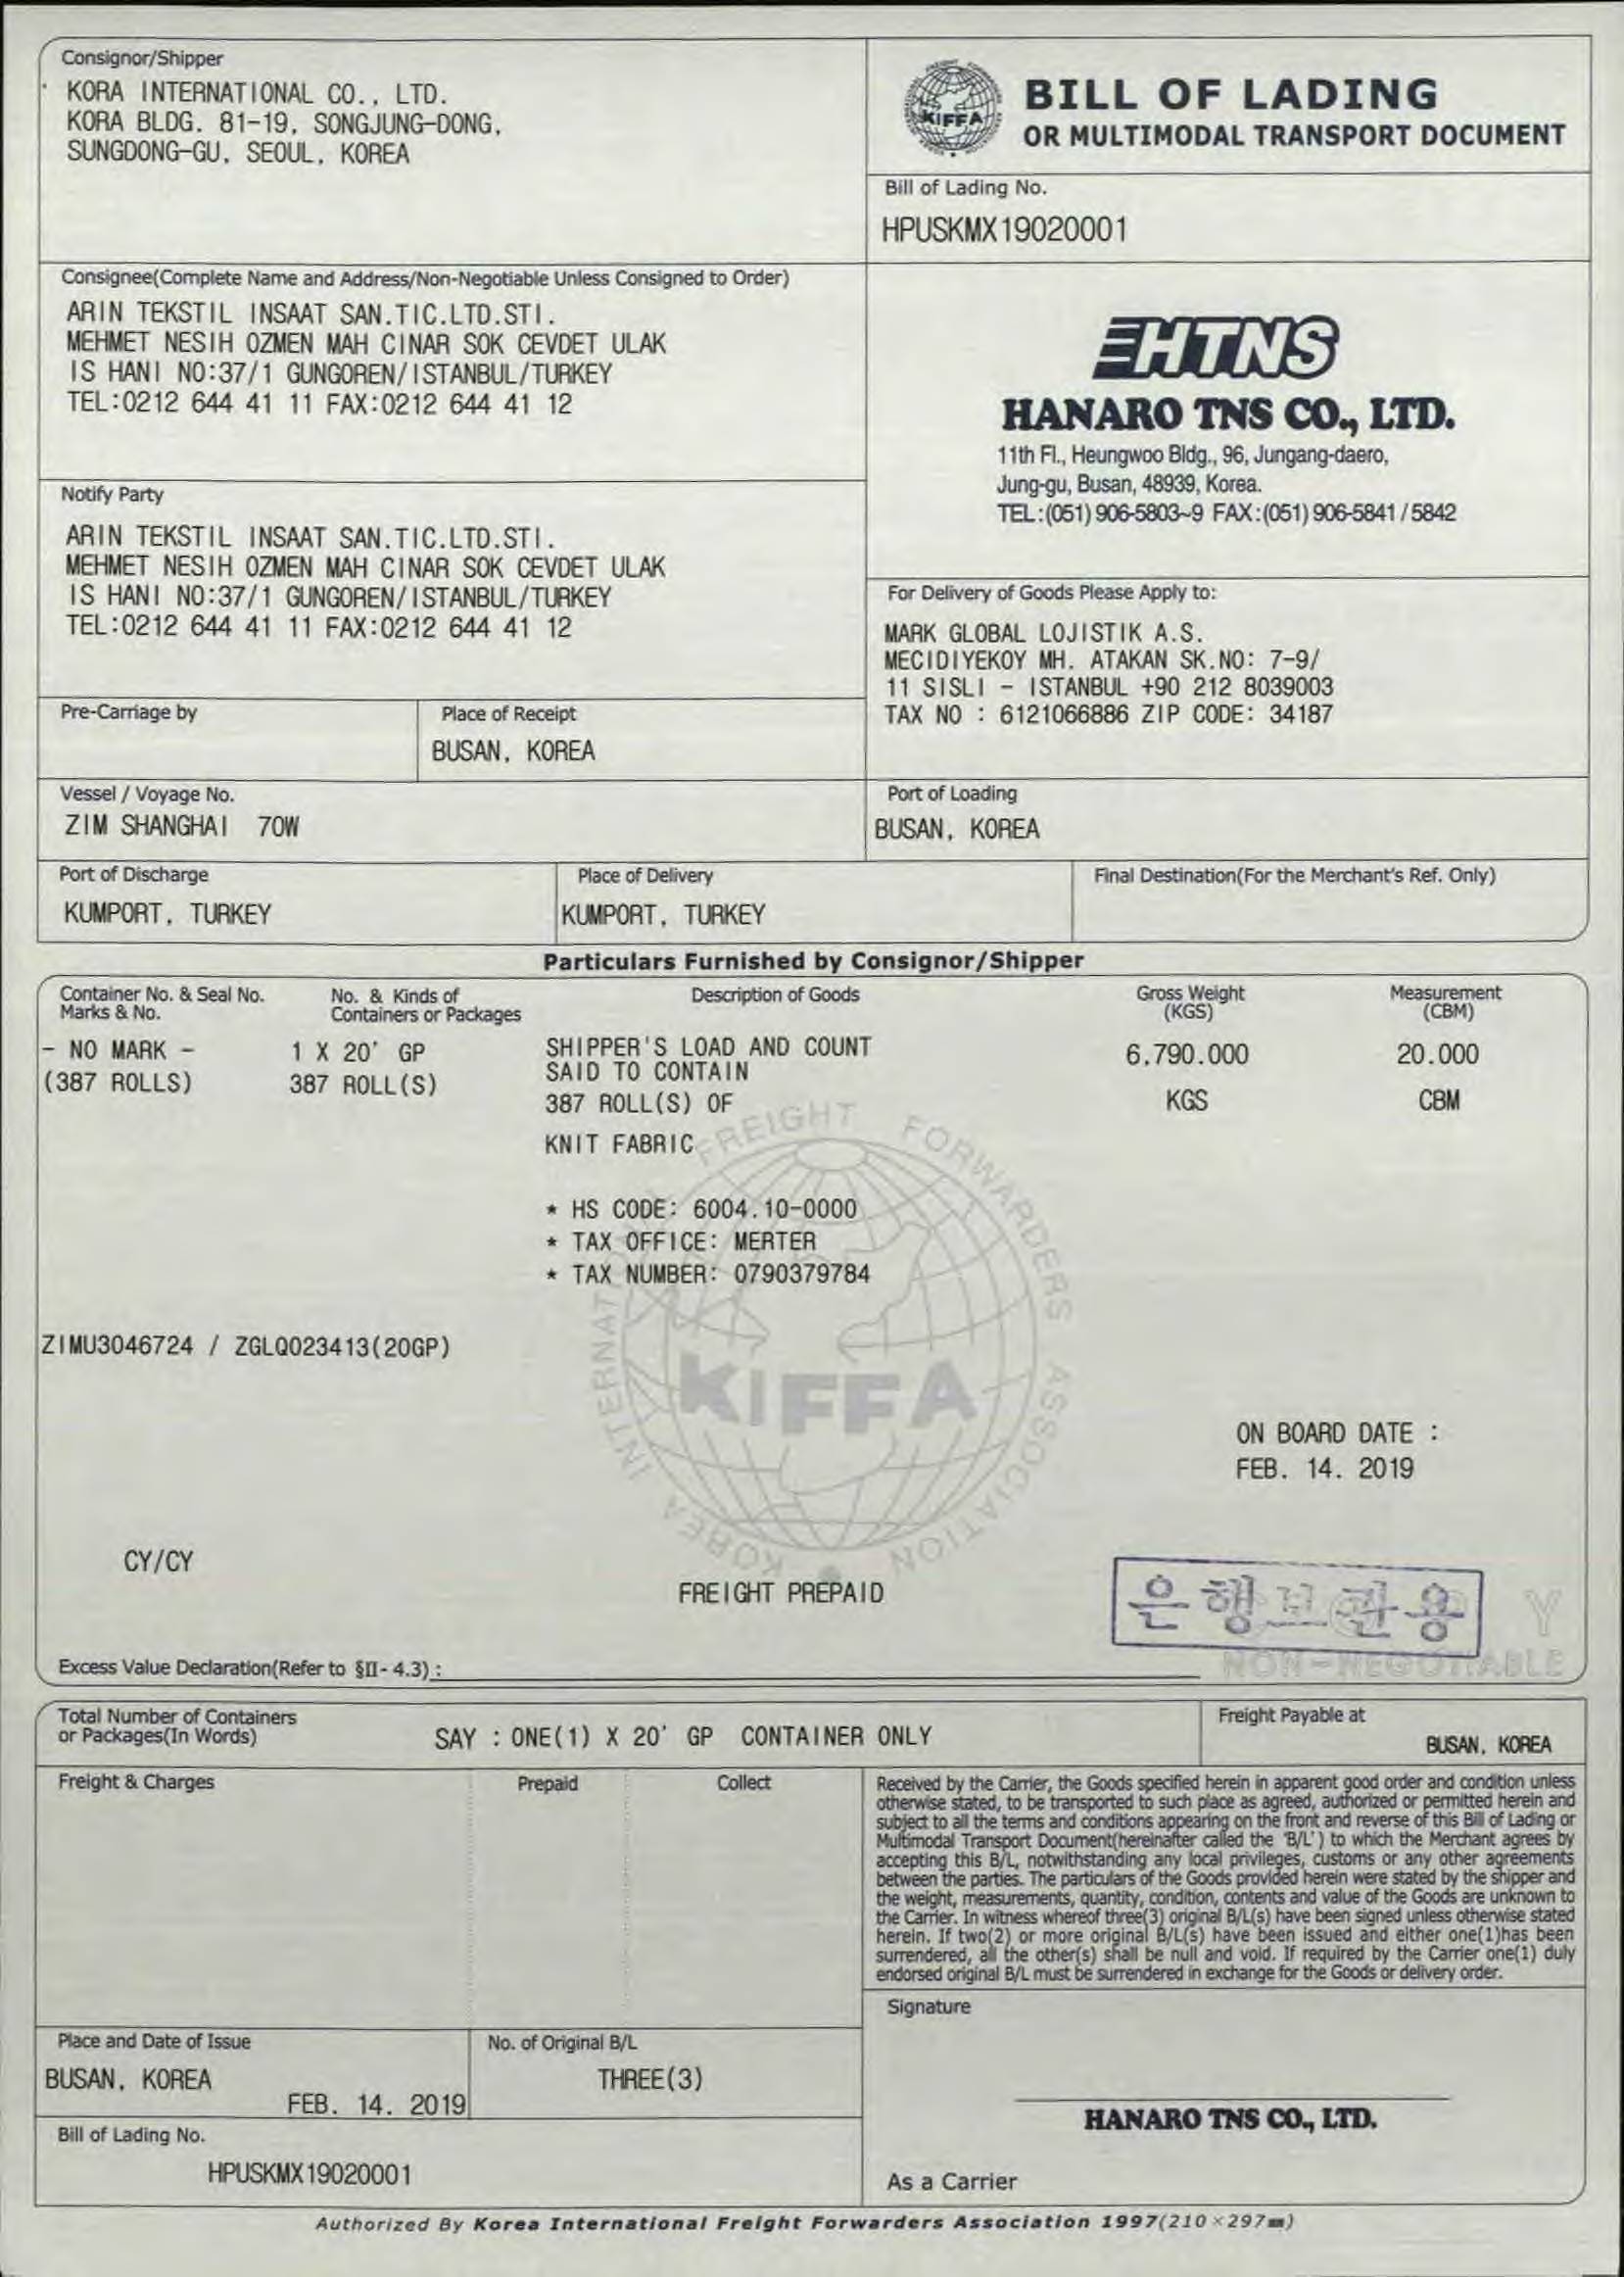 Consignor/Shipper
KORA INTERNATIONAL CO., LTD.
KORA BLDG. 81-19, SONGJUNG-DONG,
SUNGDONG-GU, SEOUL, KOREA
KIFFA
BILL OF LADING
OR MULTIMODAL TRANSPORT DOCUMENT
Bill of Lading No.
HPUSKMX19020001
Consignee(Complete Name and Address/Non-Negotiable Unless Consigned to Order)
ARIN TEKSTIL INSAAT SAN.TIC.LTD.STI.
MEHMET NESIH OZMEN MAH CINAR SOK CEVDET ULAK
IS HANI NO:37/1 GUNGOREN/ISTANBUL/TURKEY
TEL:0212 644 41 11 FAX:0212 644 41 12
HTNS
HANARO TNS CO., LTD.
11th Fl., Heungwoo Bldg., 96, Jungang-daero,
Jung-gu, Busan, 48939, Korea.
TEL:(051) 906-5803~9 FAX:(051) 906-5841 / 5842
Notify Party
ARIN TEKSTIL INSAAT SAN.TIC.LTD.STI.
MEHMET NESIH OZMEN MAH CINAR SOK CEVDET ULAK
IS HANI NO:37/1 GUNGOREN/ISTANBUL/TURKEY
TEL:0212 644 41 11 FAX:0212 644 41 12
For Delivery of Goods Please Apply to:
MARK GLOBAL LOJISTIK A.S.
MECIDIYEKOY MH. ATAKAN SK.NO: 7-9/
11 SISLI - ISTANBUL +90 212 8039003
TAX NO : 6121066886 ZIP CODE: 34187
Pre-Carriage by
Place of Receipt
BUSAN, KOREA
Vessel / Voyage No.
ZIM SHANGHAI 70W
Port of Loading
BUSAN, KOREA
Port of Discharge
KUMPORT, TURKEY
Place of Delivery
KUMPORT, TURKEY
Final Destination(For the Merchant's Ref. Only)
Particulars Furnished by Consignor/Shipper
Container No. & Seal No.
Marks & No.
No. & Kinds of
Containers or Packages
Description of Goods
Gross Weight
(KGS)
Measurement
(CBM)
- NO MARK -
(387 ROLLS)
1 X 20' GP
387 ROLL(S)
SHIPPER'S LOAD AND COUNT
SAID TO CONTAIN
387 ROLL(S) OF
KNIT FABRIC
6,790.000
KGS
20.000
CBM
* HS CODE: 6004.10-0000
* TAX OFFICE: MERTER
* TAX NUMBER: 0790379784
KOREA INTERNATIONAL FREIGHT FORWARDERS ASSOCIATION
KIFFA
ZIMU3046724 / ZGLQ023413(20GP)
ON BOARD DATE :
FEB. 14. 2019
CY/CY
FREIGHT PREPAID
은행보관용
Y
NON-NEGOTIABLE
Excess Value Declaration(Refer to §II- 4.3) :
Total Number of Containers
or Packages(In Words)
SAY : ONE(1) X 20' GP CONTAINER ONLY
Freight Payable at
BUSAN, KOREA
Freight & Charges
Prepaid
Collect
Received by the Carrier, the Goods specified herein in apparent good order and condition unless
otherwise stated, to be transported to such place as agreed, authorized or permitted herein and
subject to all the terms and conditions appearing on the front and reverse of this Bill of Lading or
Multimodal Transport Document(hereinafter called the 'B/L') to which the Merchant agrees by
accepting this B/L, notwithstanding any local privileges, customs or any other agreements
between the parties. The particulars of the Goods provided herein were stated by the shipper and
the weight, measurements, quantity, condition, contents and value of the Goods are unknown to
the Carrier. In witness whereof three(3) original B/L(s) have been signed unless otherwise stated
herein. If two(2) or more original B/L(s) have been issued and either one(1)has been
surrendered, all the other(s) shall be null and void. If required by the Carrier one(1) duly
endorsed original B/L must be surrendered in exchange for the Goods or delivery order.
Signature
Place and Date of Issue
BUSAN, KOREA
FEB. 14. 2019
No. of Original B/L
THREE(3)
HANARO TNS CO., LTD.
Bill of Lading No.
HPUSKMX19020001
As a Carrier
Authorized By Korea International Freight Forwarders Association 1997(210×297㎜)